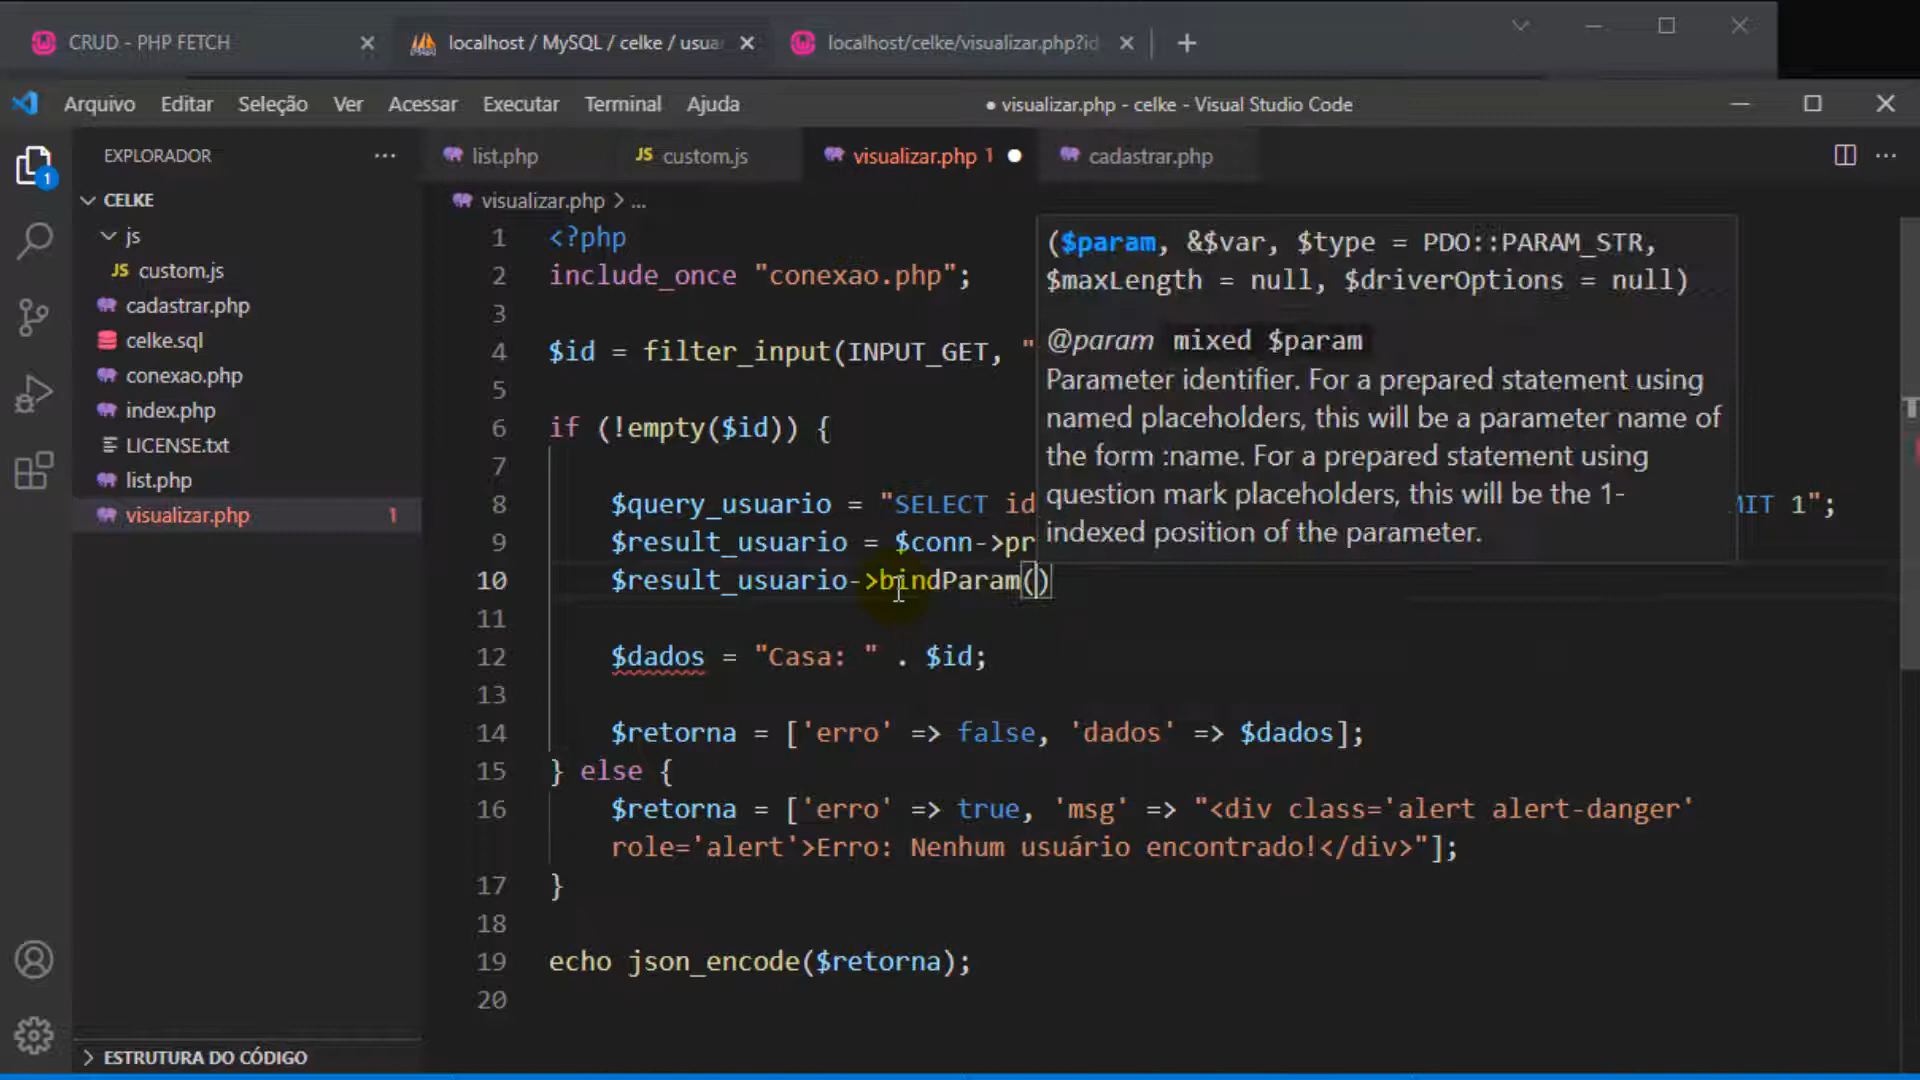 CRUD - PHP FETCH
localhost / MySQL / celke / usua
localhost/celke/visualizar.php?id
Arquivo Editar Seleção Ver Acessar Executar Terminal Ajuda
● visualizar.php - celke - Visual Studio Code
EXPLORADOR
list.php
JS custom.js
visualizar.php 1
cadastrar.php
1
CELKE
js
JS custom.js
cadastrar.php
celke.sql
conexao.php
index.php
LICENSE.txt
list.php
visualizar.php 1
ESTRUTURA DO CÓDIGO
visualizar.php > ...
1 <?php
2 include_once "conexao.php";
3
4 $id = filter_input(INPUT_GET, "
5
6 if (!empty($id)) {
7
8 $query_usuario = "SELECT id MIT 1";
9 $result_usuario = $conn->pr
10 $result_usuario->bindParam()
11
12 $dados = "Casa: " . $id;
13
14 $retorna = ['erro' => false, 'dados' => $dados];
15 } else {
16 $retorna = ['erro' => true, 'msg' => "<div class='alert alert-danger'
role='alert'>Erro: Nenhum usuário encontrado!</div>"];
17 }
18
19 echo json_encode($retorna);
20
($param, &$var, $type = PDO::PARAM_STR,
$maxLength = null, $driverOptions = null)
@param mixed $param
Parameter identifier. For a prepared statement using
named placeholders, this will be a parameter name of
the form :name. For a prepared statement using
question mark placeholders, this will be the 1-
indexed position of the parameter.